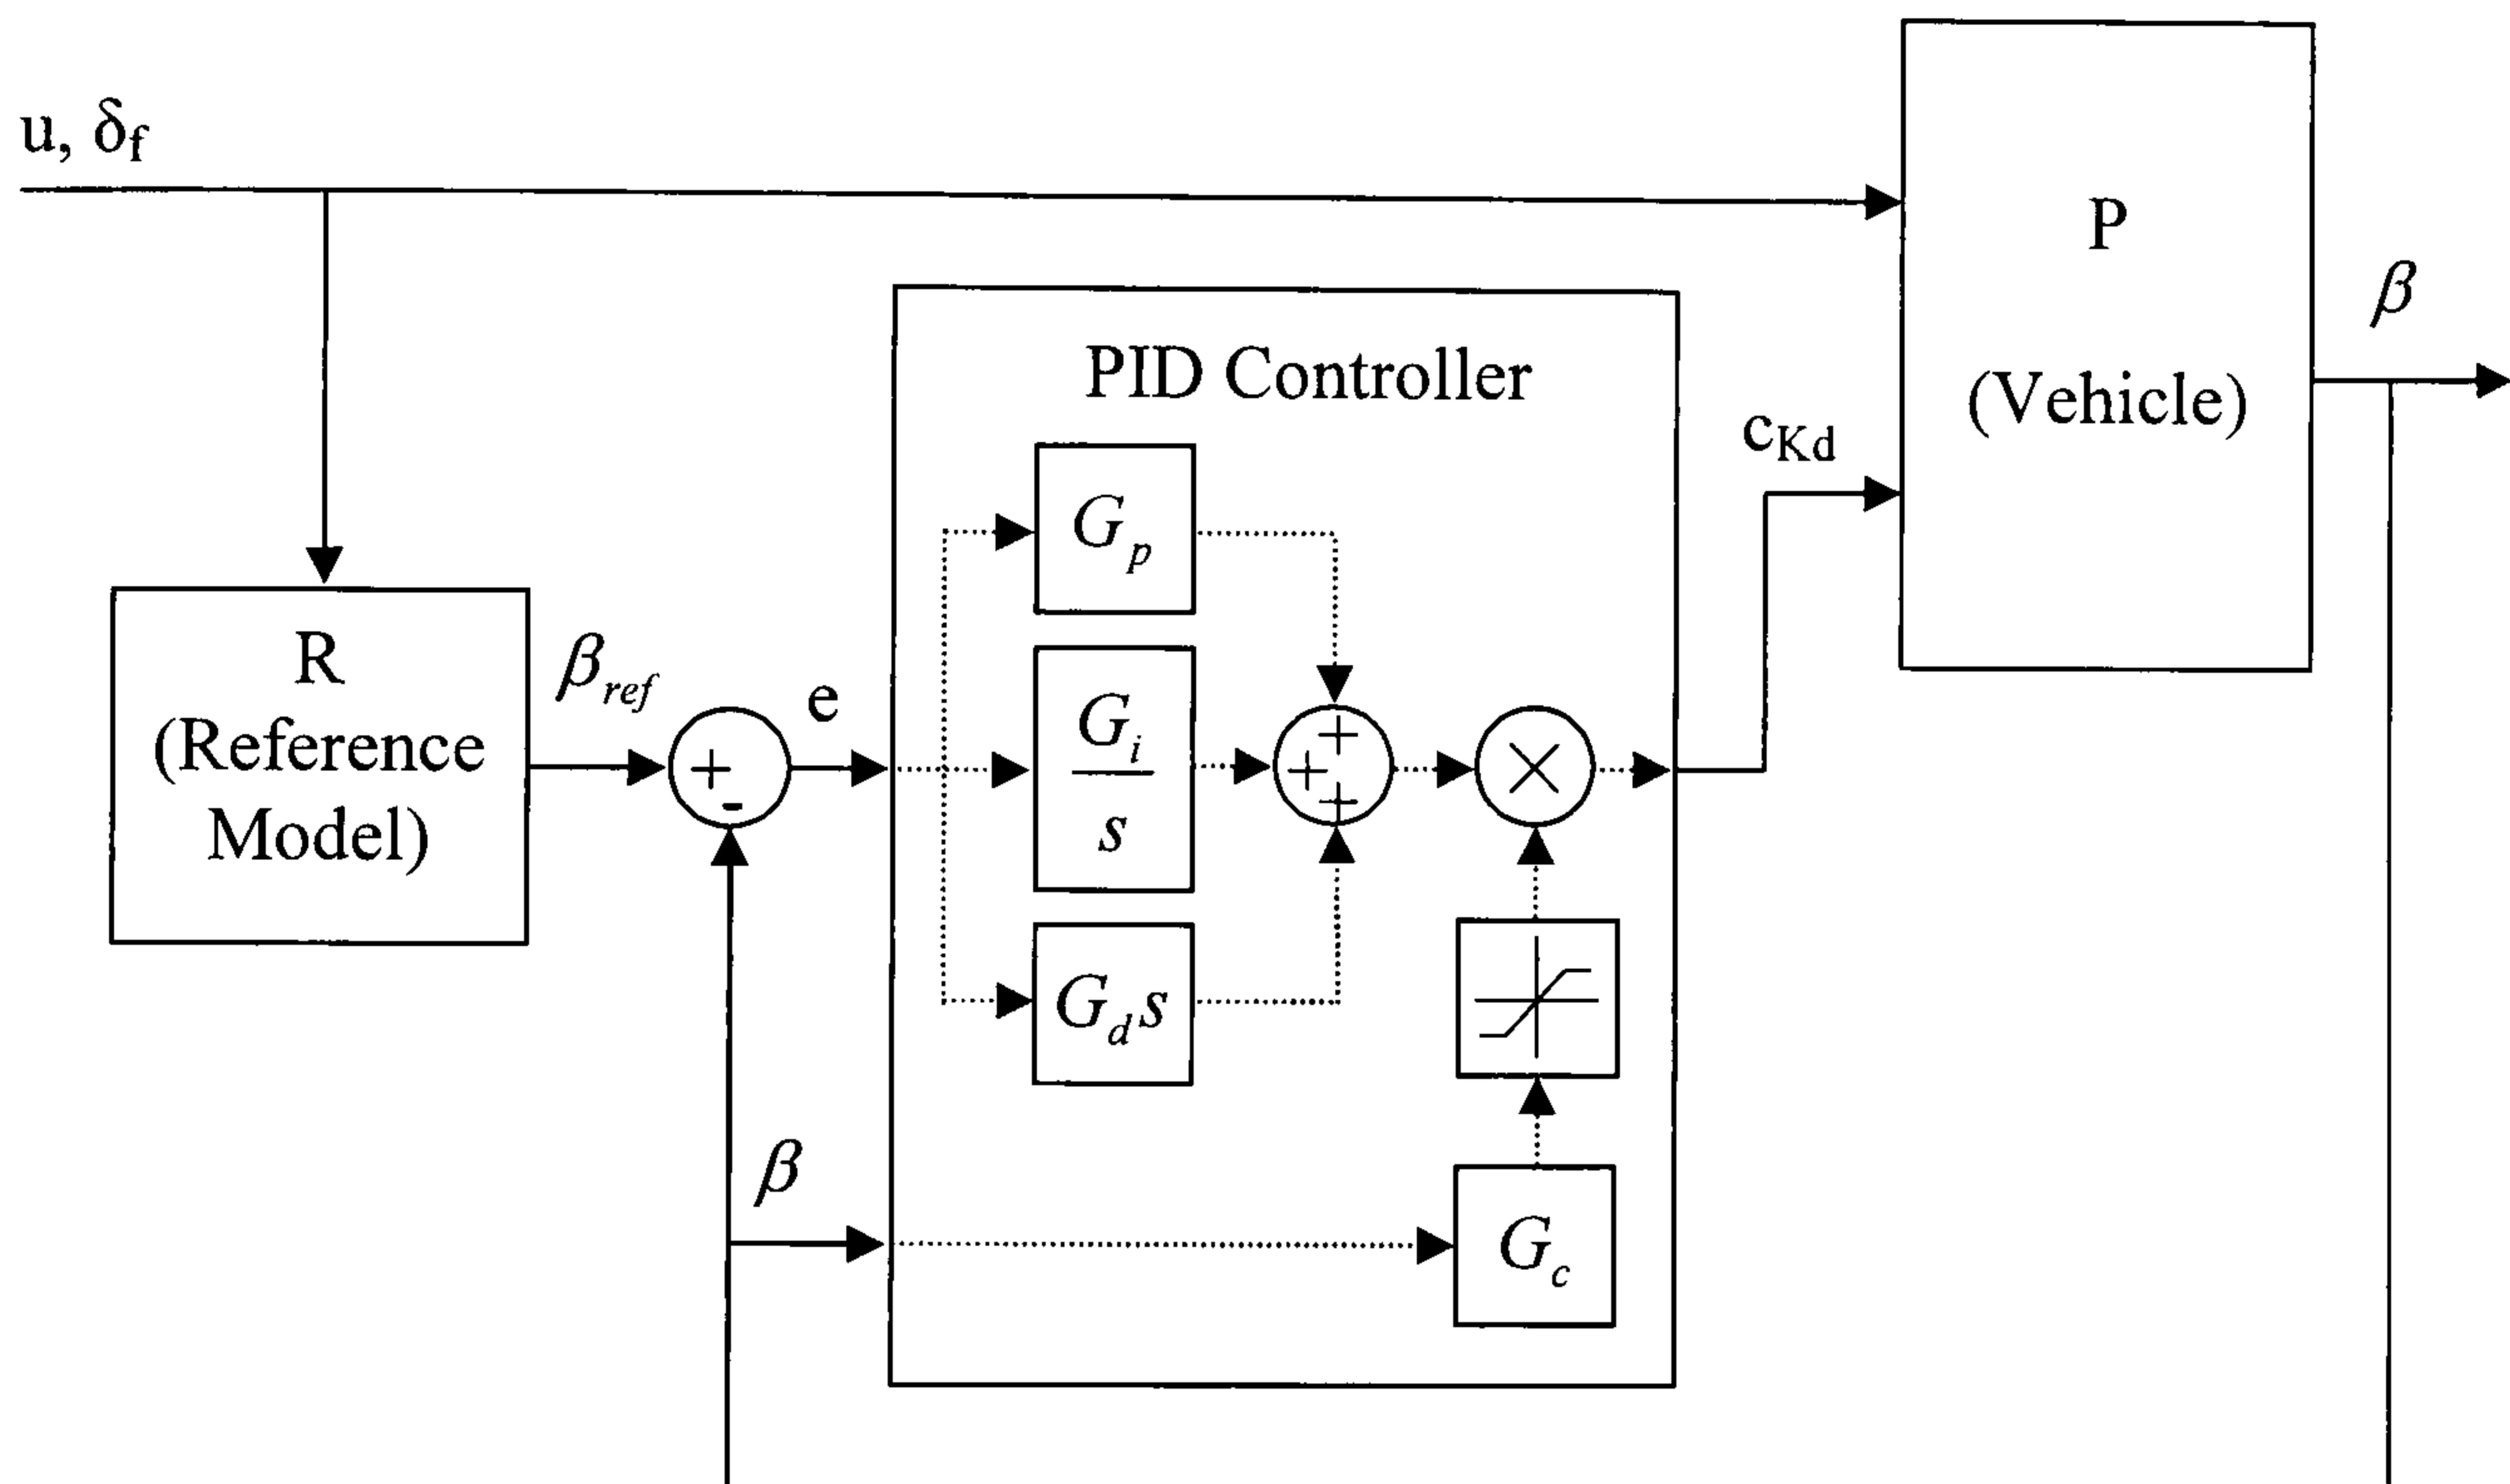 u, δf
P
(Vehicle)
β
PID Controller
cKd
Gp
R
(Reference
Model)
βref
+
-
e
Gi
s
+
+
+
×
Gds
β
Gc